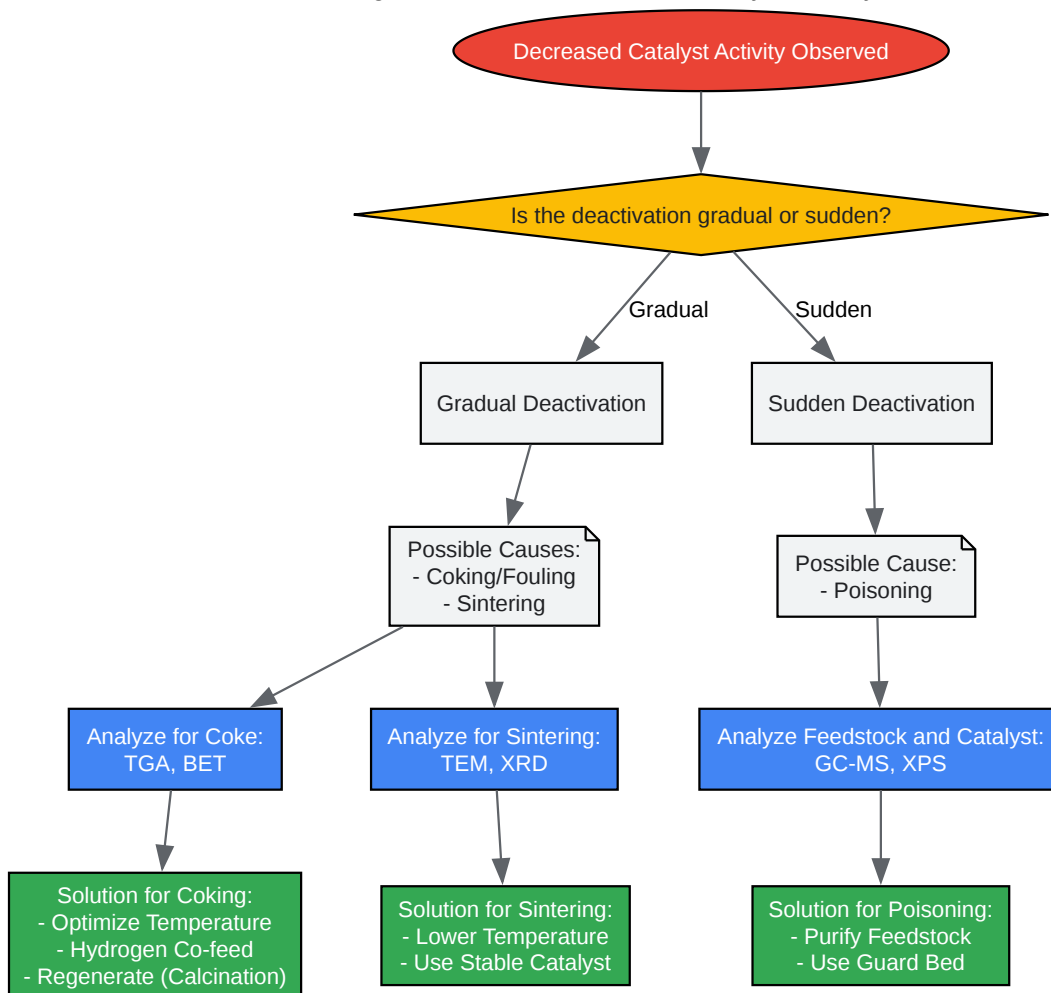 Decreased Catalyst Activity Observed
Is the deactivation gradual or sudden?
Gradual
Sudden
Gradual Deactivation
Sudden Deactivation
Possible Causes:
- Coking/Fouling
- Sintering
Possible Cause:
- Poisoning
Analyze for Coke:
TGA, BET
Analyze for Sintering:
TEM, XRD
Analyze Feedstock and Catalyst:
GC-MS, XPS
Solution for Coking:
- Optimize Temperature
- Hydrogen Co-feed
- Regenerate (Calcination)
Solution for Sintering:
- Lower Temperature
- Use Stable Catalyst
Solution for Poisoning:
- Purify Feedstock
- Use Guard Bed